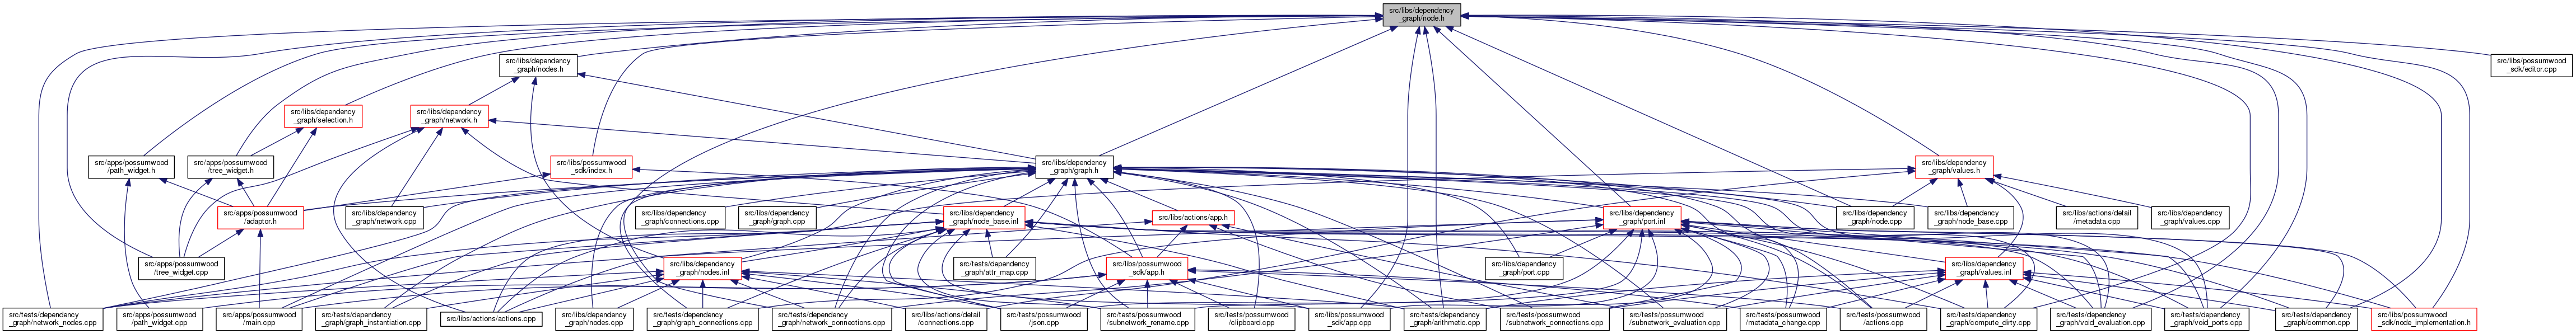 src/libs/dependency
_graph/node.h
src/libs/dependency
_graph/nodes.h
src/libs/possumwood
_sdk/editor.cpp
src/libs/dependency
_graph/selection.h
src/libs/dependency
_graph/network.h
src/apps/possumwood
/path_widget.h
src/apps/possumwood
/tree_widget.h
src/libs/possumwood
_sdk/index.h
src/libs/dependency
_graph/graph.h
src/libs/dependency
_graph/values.h
src/apps/possumwood
/adaptor.h
src/libs/dependency
_graph/network.cpp
src/libs/dependency
_graph/connections.cpp
src/libs/dependency
_graph/graph.cpp
src/libs/dependency
_graph/node_base.inl
src/libs/actions/app.h
src/libs/dependency
_graph/port.inl
src/libs/dependency
_graph/node.cpp
src/libs/dependency
_graph/node_base.cpp
src/libs/actions/detail
/metadata.cpp
src/libs/dependency
_graph/values.cpp
src/apps/possumwood
/tree_widget.cpp
src/libs/dependency
_graph/nodes.inl
src/tests/dependency
_graph/attr_map.cpp
src/libs/possumwood
_sdk/app.h
src/libs/dependency
_graph/port.cpp
src/libs/dependency
_graph/values.inl
src/tests/dependency
_graph/network_nodes.cpp
src/apps/possumwood
/path_widget.cpp
src/apps/possumwood
/main.cpp
src/tests/dependency
_graph/graph_instantiation.cpp
src/libs/actions/actions.cpp
src/libs/dependency
_graph/nodes.cpp
src/tests/dependency
_graph/graph_connections.cpp
src/tests/dependency
_graph/network_connections.cpp
src/libs/actions/detail
/connections.cpp
src/tests/possumwood
/json.cpp
src/tests/possumwood
/subnetwork_rename.cpp
src/tests/possumwood
/clipboard.cpp
src/libs/possumwood
_sdk/app.cpp
src/tests/dependency
_graph/arithmetic.cpp
src/tests/possumwood
/subnetwork_connections.cpp
src/tests/possumwood
/subnetwork_evaluation.cpp
src/tests/possumwood
/metadata_change.cpp
src/tests/possumwood
/actions.cpp
src/tests/dependency
_graph/compute_dirty.cpp
src/tests/dependency
_graph/void_evaluation.cpp
src/tests/dependency
_graph/void_ports.cpp
src/tests/dependency
_graph/common.cpp
src/libs/possumwood
_sdk/node_implementation.h